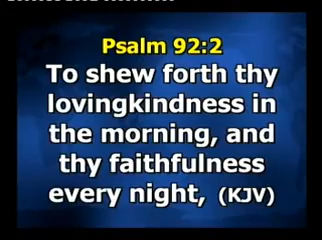 Psalm 92:2
To shew forth thy
lovingkindness in
the morning, and
thy faithfulness
every night, (KJV)